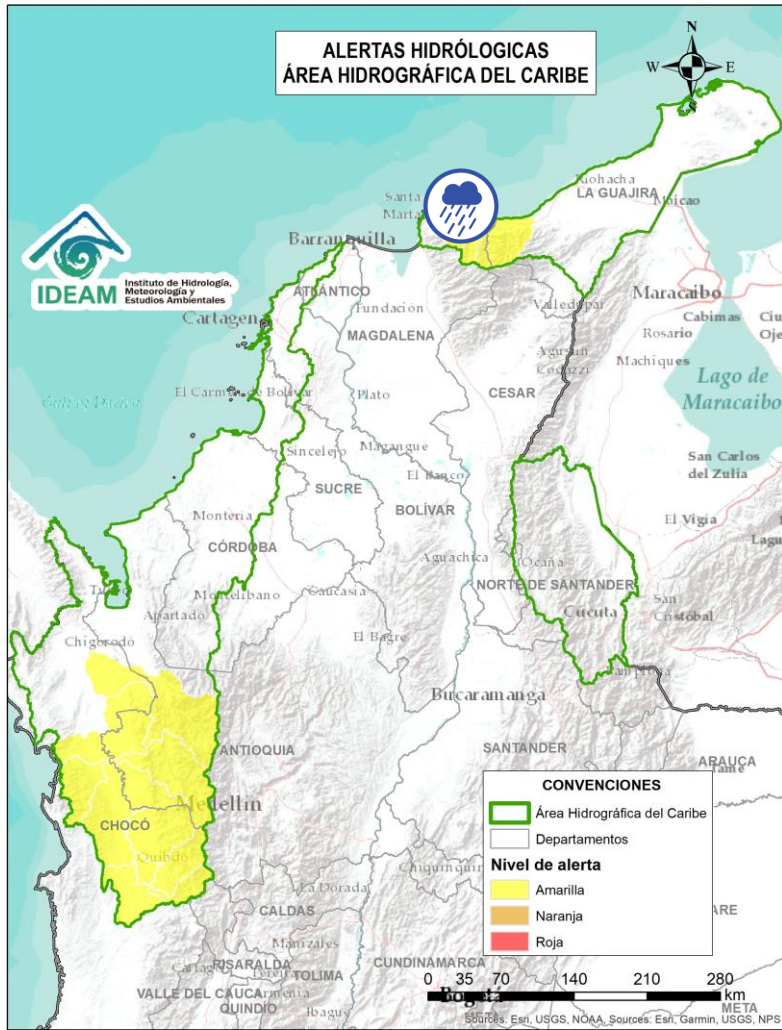 ALERTAS HIDRÓLOGICAS
ÁREA HIDROGRÁFICA DEL CARIBE
N
W
E
S
IDEAM
Instituto de Hidrología,
Meteorología y
Estudios Ambientales
Riohacha
LA GUAJIRA
Maicao
Santa
Marta
Barranquilla
ATLÁNTICO
Cartagena
Fundación
MAGDALENA
Valledupar
Maracaibo
Cabimas
Rosario
Machiques
Agustín
Codazzi
CESAR
Lago de
Maracaibo
El Carmen de Bolívar
Plato
Sincelejo
Magangue
SUCRE
El Banco
BOLÍVAR
San Carlos
del Zulia
El Vigía
Montería
CÓRDOBA
Aguachica
Ocaña
NORTE DE SANTANDER
Cucuta
San
Cristóbal
Montelibano
Caucasia
Apartado
El Bagre
Chigorodó
Pamplona
Bucaramanga
ANTIOQUIA
SANTANDER
ARAUCA
Medellín
CHOCÓ
Quibdó
La Dorada
CALDAS
Manizales
RISARALDA
TOLIMA
CUNDINAMARCA
VALLE DEL CAUCA
Armenia
QUINDÍO
Ibague
Bogotá
META
CONVENCIONES
Área Hidrográfica del Caribe
Departamentos
Nivel de alerta
Amarilla
Naranja
Roja
0 35 70 140 210 280
km
Sources: Esri, USGS, NOAA, Sources: Esri, Garmin, USGS, NPS